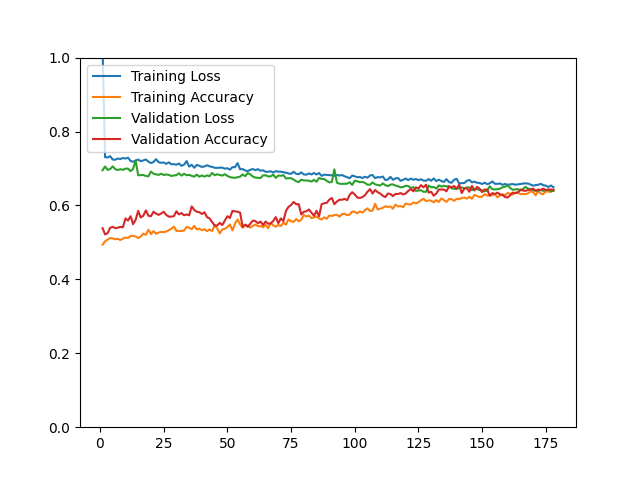 Training Loss
Training Accuracy
Validation Loss
Validation Accuracy
1.0
0.8
0.6
0.4
0.2
0.0
0 25 50 75 100 125 150 175